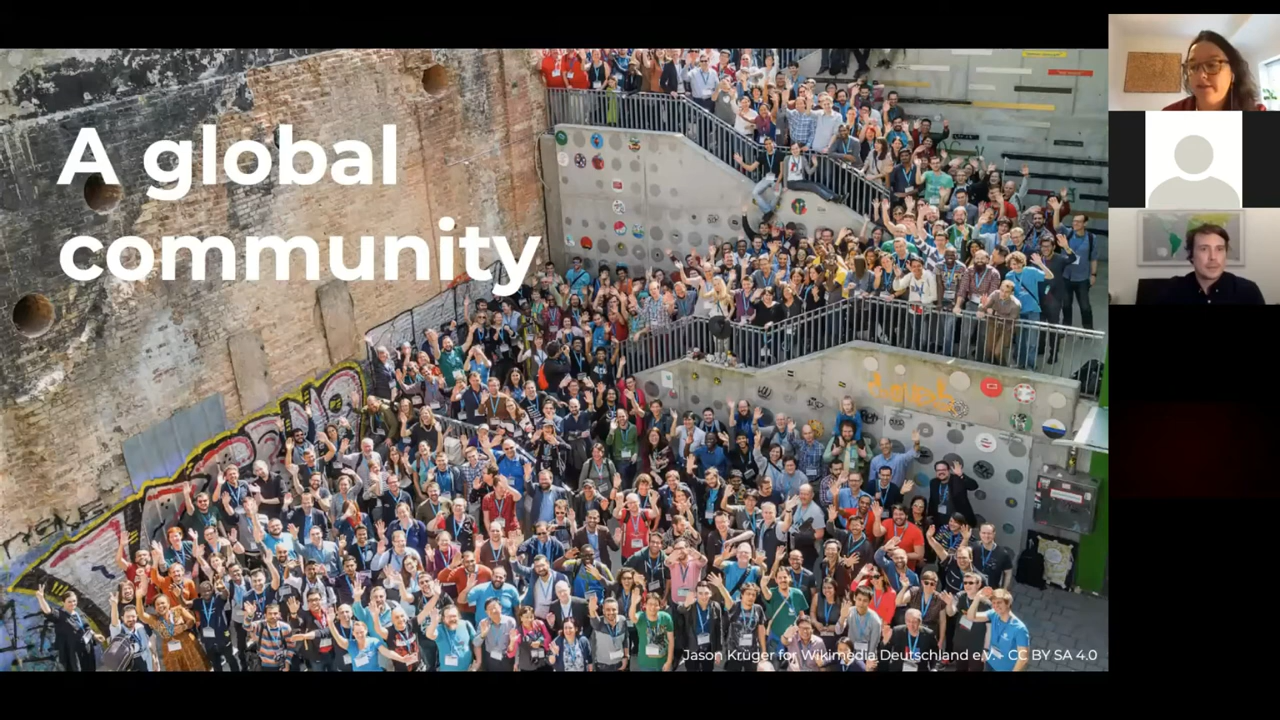 A global
community
Jason Krüger for Wikimedia Deutschland e.V. - CC BY SA 4.0